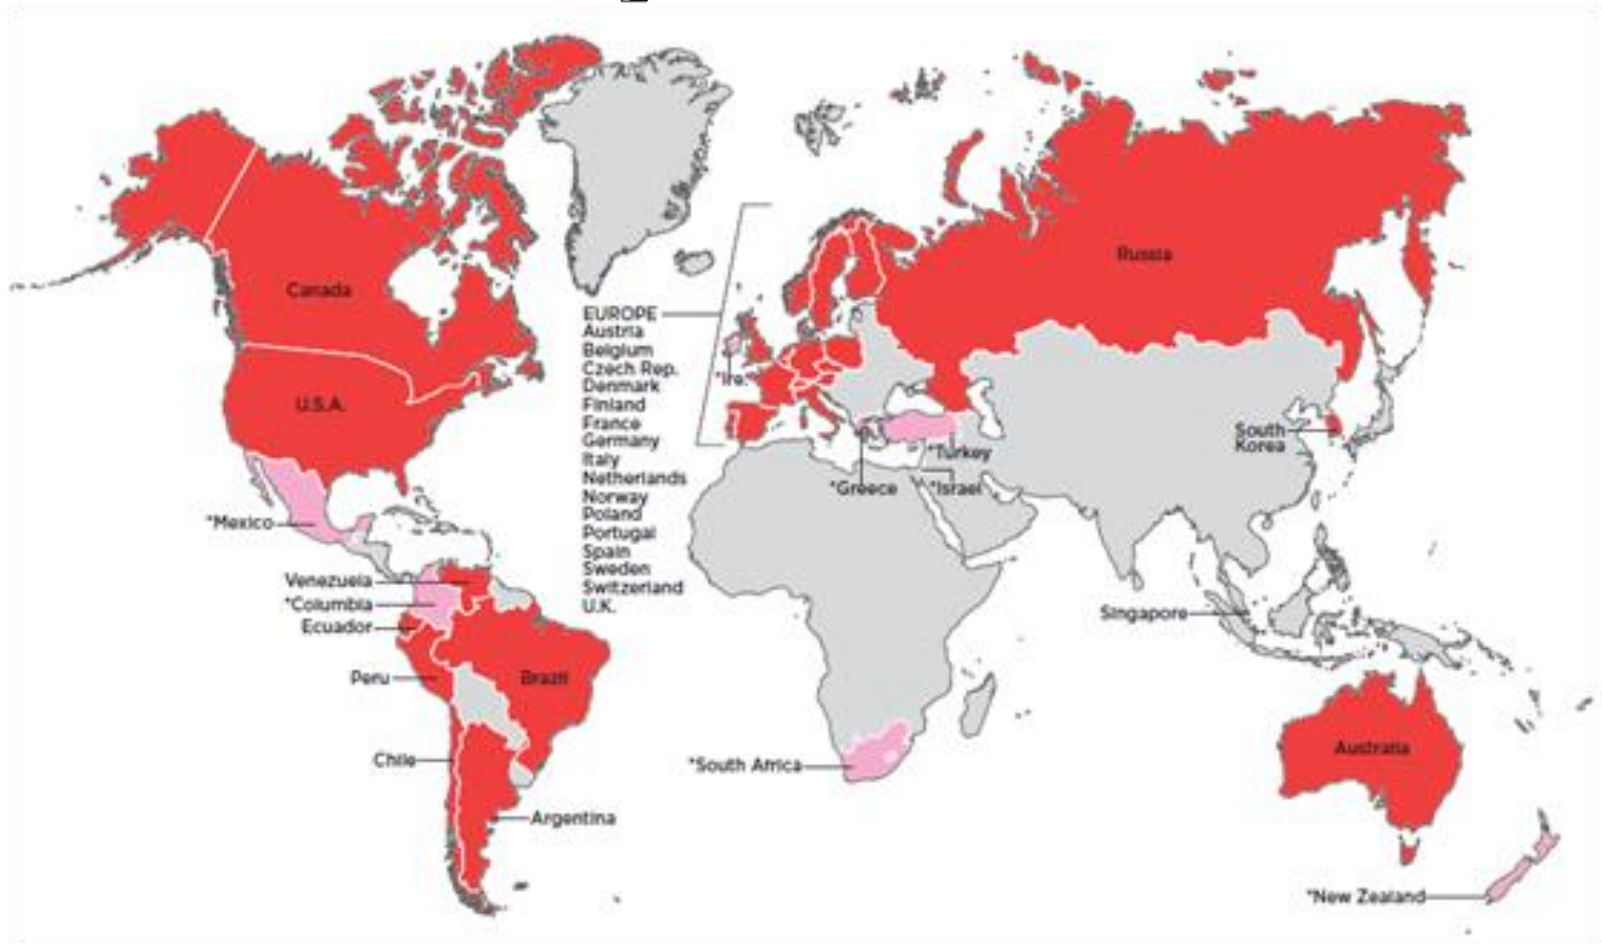 Canada
U.S.A.
*Mexico
Venezuela
*Columbia
Ecuador
Peru
Brazil
Chile
Argentina
EUROPE
Austria
Belgium
Czech Rep.
Denmark
Finland
France
Germany
Italy
Netherlands
Norway
Poland
Portugal
Spain
Sweden
Switzerland
U.K.
*Ire.
*Greece
*Turkey
*Israel
*South Africa
Russia
South
Korea
Singapore
Australia
*New Zealand